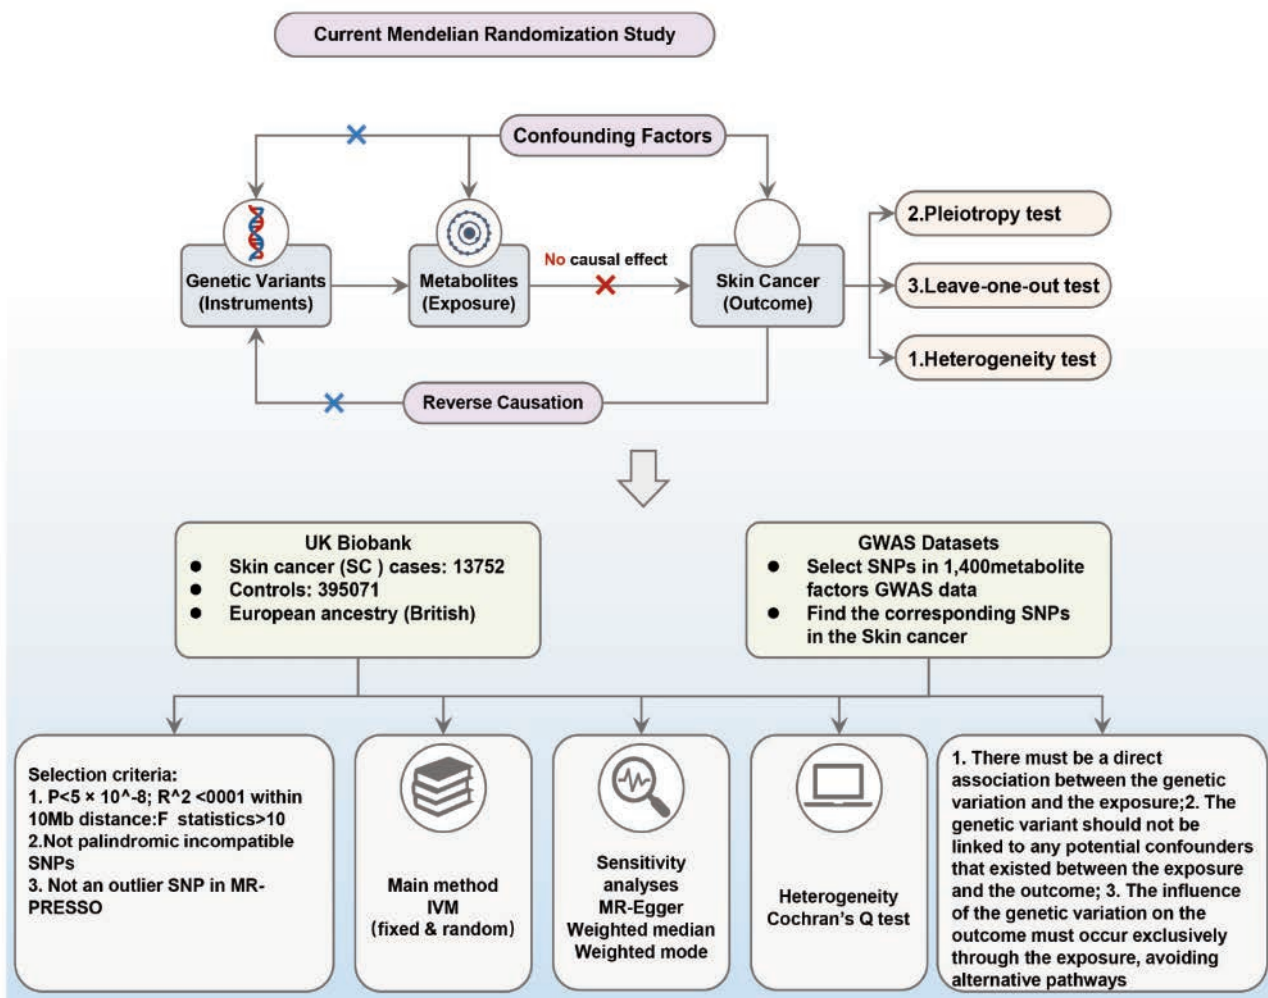 Current Mendelian Randomization Study
Confounding Factors
Genetic Variants
(Instruments)
Metabolites
(Exposure)
No causal effect
Skin Cancer
(Outcome)
2.Pleiotropy test
3.Leave-one-out test
1.Heterogeneity test
Reverse Causation
UK Biobank
● Skin cancer (SC ) cases: 13752
● Controls: 395071
● European ancestry (British)
GWAS Datasets
● Select SNPs in 1,400metabolite
factors GWAS data
● Find the corresponding SNPs
in the Skin cancer
Selection criteria:
1. P<5 × 10^-8; R^2 <0001 within
10Mb distance:F statistics>10
2.Not palindromic incompatible
SNPs
3. Not an outlier SNP in MR-
PRESSO
Main method
IVM
(fixed & random)
Sensitivity
analyses
MR-Egger
Weighted median
Weighted mode
Heterogeneity
Cochran's Q test
1. There must be a direct
association between the genetic
variation and the exposure;2. The
genetic variant should not be
linked to any potential confounders
that existed between the exposure
and the outcome; 3. The influence
of the genetic variation on the
outcome must occur exclusively
through the exposure, avoiding
alternative pathways